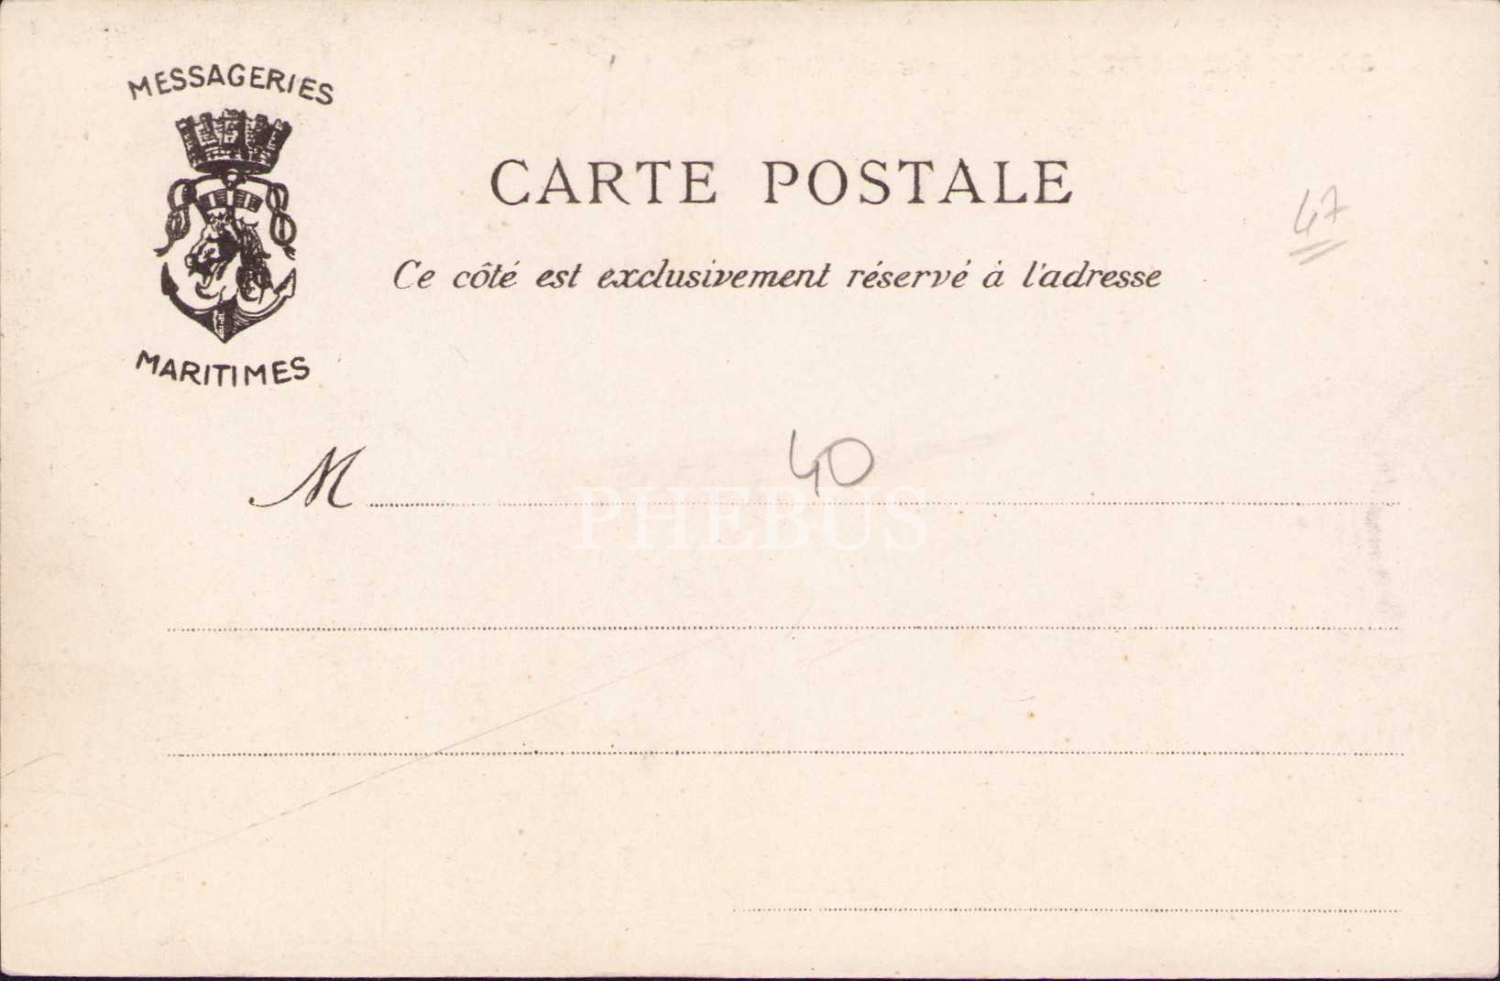 MESSAGERIES
MARITIMES
CARTE POSTALE
47
Ce côté est exclusivement réservé à l'adresse
M
40
PHEBUS